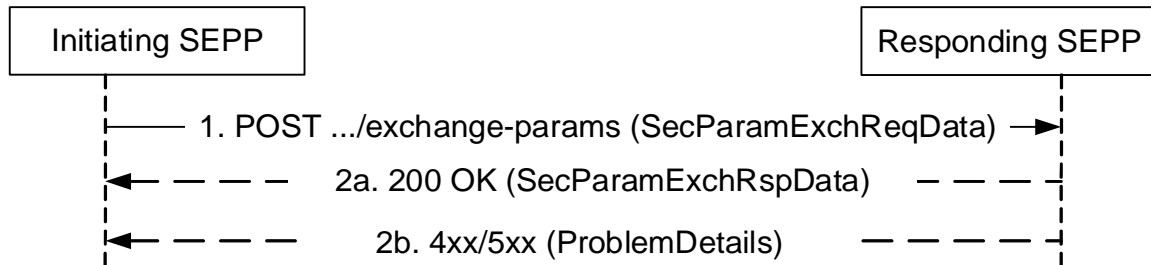 Initiating SEPP
Responding SEPP
1. POST .../exchange-params (SecParamExchReqData)
2a. 200 OK (SecParamExchRspData)
2b. 4xx/5xx (ProblemDetails)